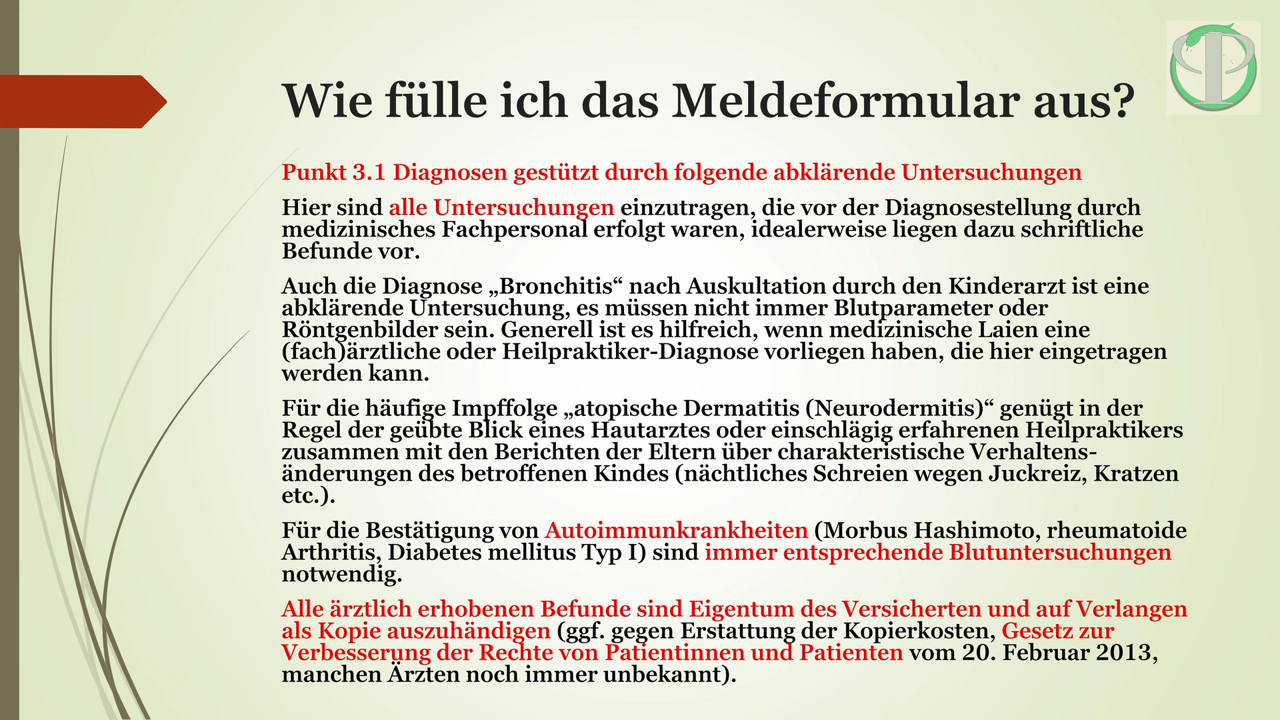 Wie fülle ich das Meldeformular aus?
Punkt 3.1 Diagnosen gestützt durch folgende abklärende Untersuchungen
Hier sind alle Untersuchungen einzutragen, die vor der Diagnosestellung durch
medizinisches Fachpersonal erfolgt waren, idealerweise liegen dazu schriftliche
Befunde vor.
Auch die Diagnose „Bronchitis“ nach Auskultation durch den Kinderarzt ist eine
abklärende Untersuchung, es müssen nicht immer Blutparameter oder
Röntgenbilder sein. Generell ist es hilfreich, wenn medizinische Laien eine
(fach)ärztliche oder Heilpraktiker-Diagnose vorliegen haben, die hier eingetragen
werden kann.
Für die häufige Impffolge „atopische Dermatitis (Neurodermitis)“ genügt in der
Regel der geübte Blick eines Hautarztes oder einschlägig erfahrenen Heilpraktikers
zusammen mit den Berichten der Eltern über charakteristische Verhaltens-
änderungen des betroffenen Kindes (nächtliches Schreien wegen Juckreiz, Kratzen
etc.).
Für die Bestätigung von Autoimmunkrankheiten (Morbus Hashimoto, rheumatoide
Arthritis, Diabetes mellitus Typ I) sind immer entsprechende Blutuntersuchungen
notwendig.
Alle ärztlich erhobenen Befunde sind Eigentum des Versicherten und auf Verlangen
als Kopie auszuhändigen (ggf. gegen Erstattung der Kopierkosten, Gesetz zur
Verbesserung der Rechte von Patientinnen und Patienten vom 20. Februar 2013,
manchen Ärzten noch immer unbekannt).